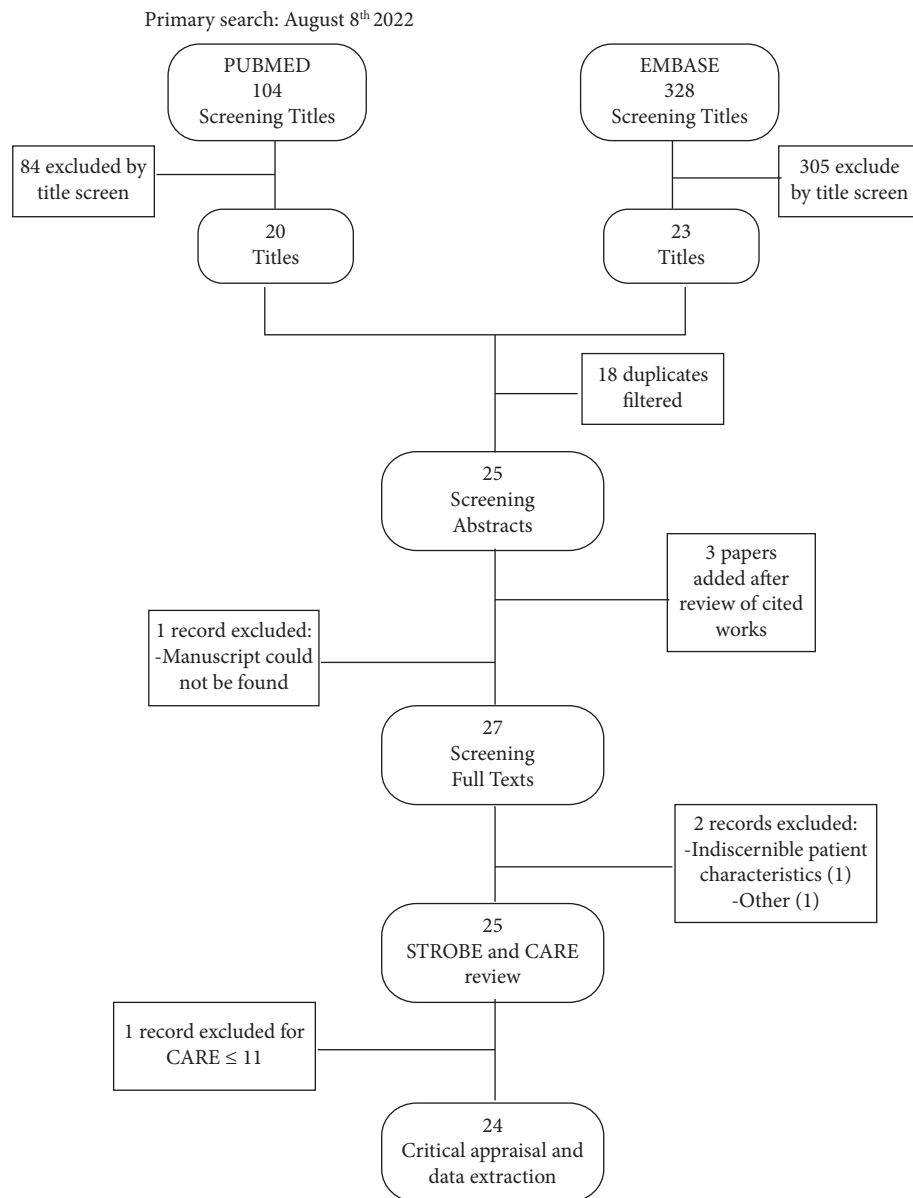 Primary search: August 8th 2022
PUBMED
104
Screening Titles
EMBASE
328
Screening Titles
84 excluded by
title screen
305 exclude
by title screen
20
Titles
23
Titles
18 duplicates
filtered
25
Screening
Abstracts
3 papers
added after
review of cited
works
1 record excluded:
-Manuscript could
not be found
27
Screening
Full Texts
2 records excluded:
-Indiscernible patient
characteristics (1)
-Other (1)
25
STROBE and CARE
review
1 record excluded for
CARE ≤ 11
24
Critical appraisal and
data extraction